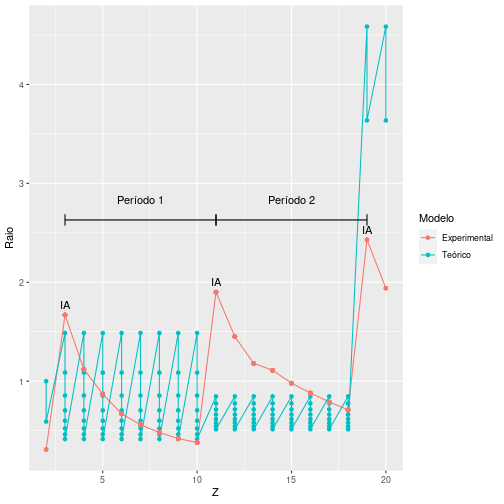 4
3
2
1
Raio
5
10
15
20
Z
Período 1
Período 2
IA
IA
IA
Modelo
Experimental
Teórico